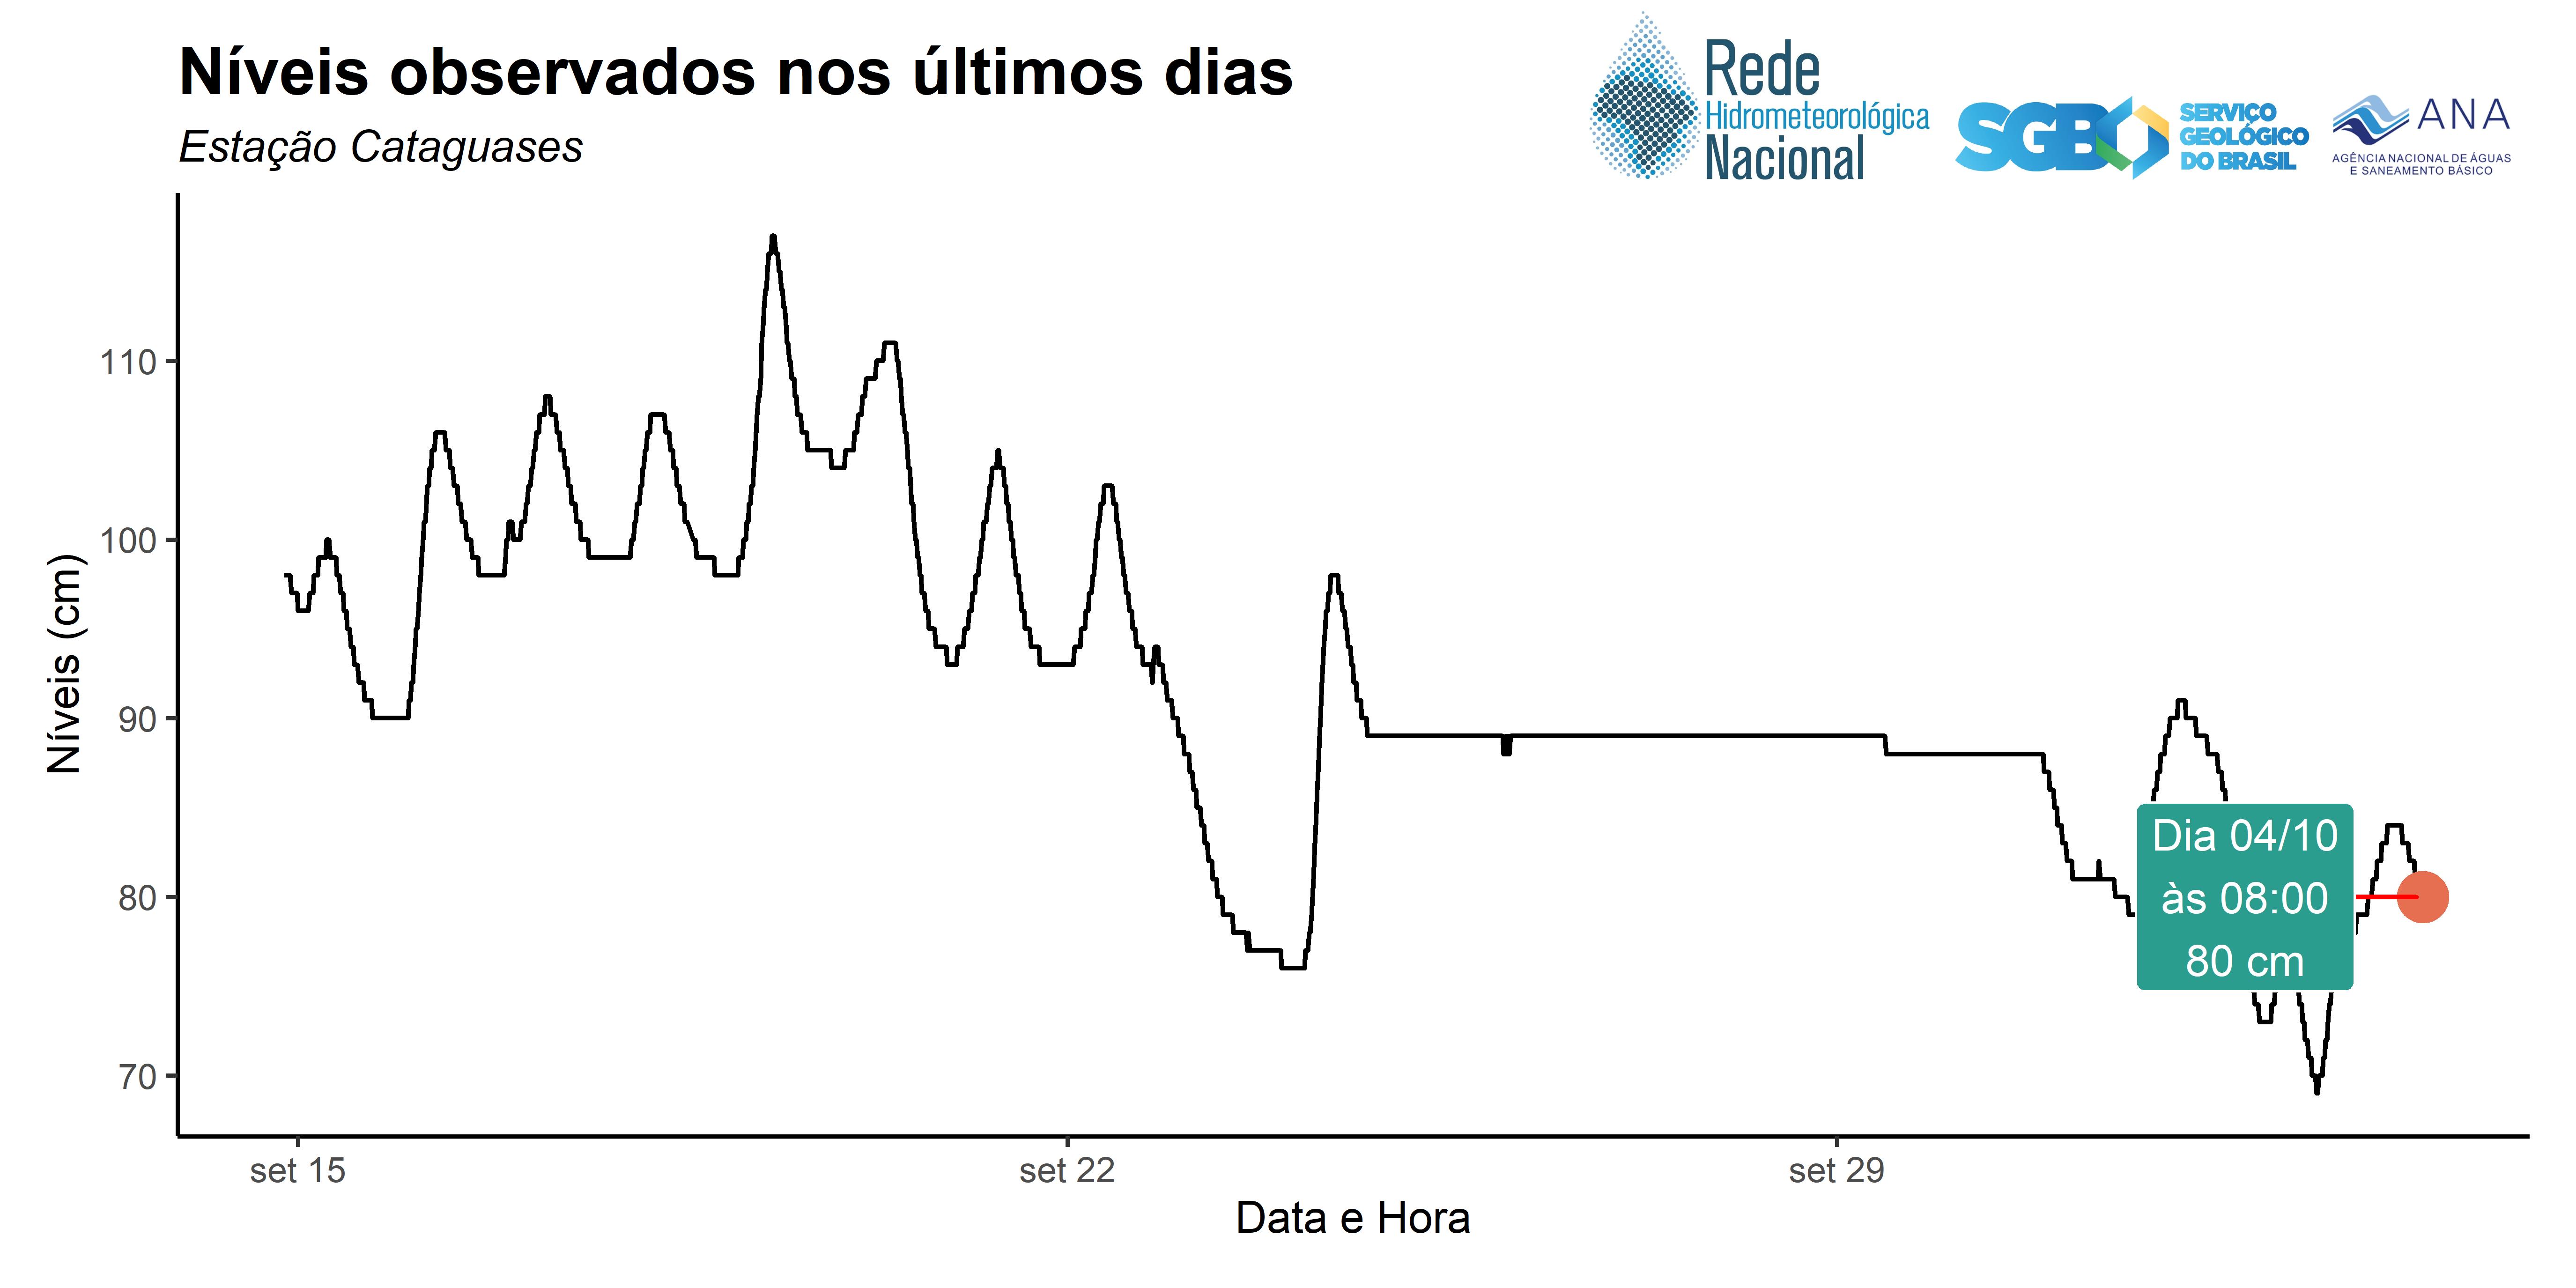 Níveis observados nos últimos dias
Estação Cataguases
Rede
Hidrometeorológica
Nacional
SGB
SERVIÇO
GEOLÓGICO
DO BRASIL
ANA
AGÊNCIA NACIONAL DE ÁGUAS
E SANEAMENTO BÁSICO
Níveis (cm)
110
100
90
80
70
Dia 04/10
às 08:00
80 cm
set 15
set 22
set 29
Data e Hora